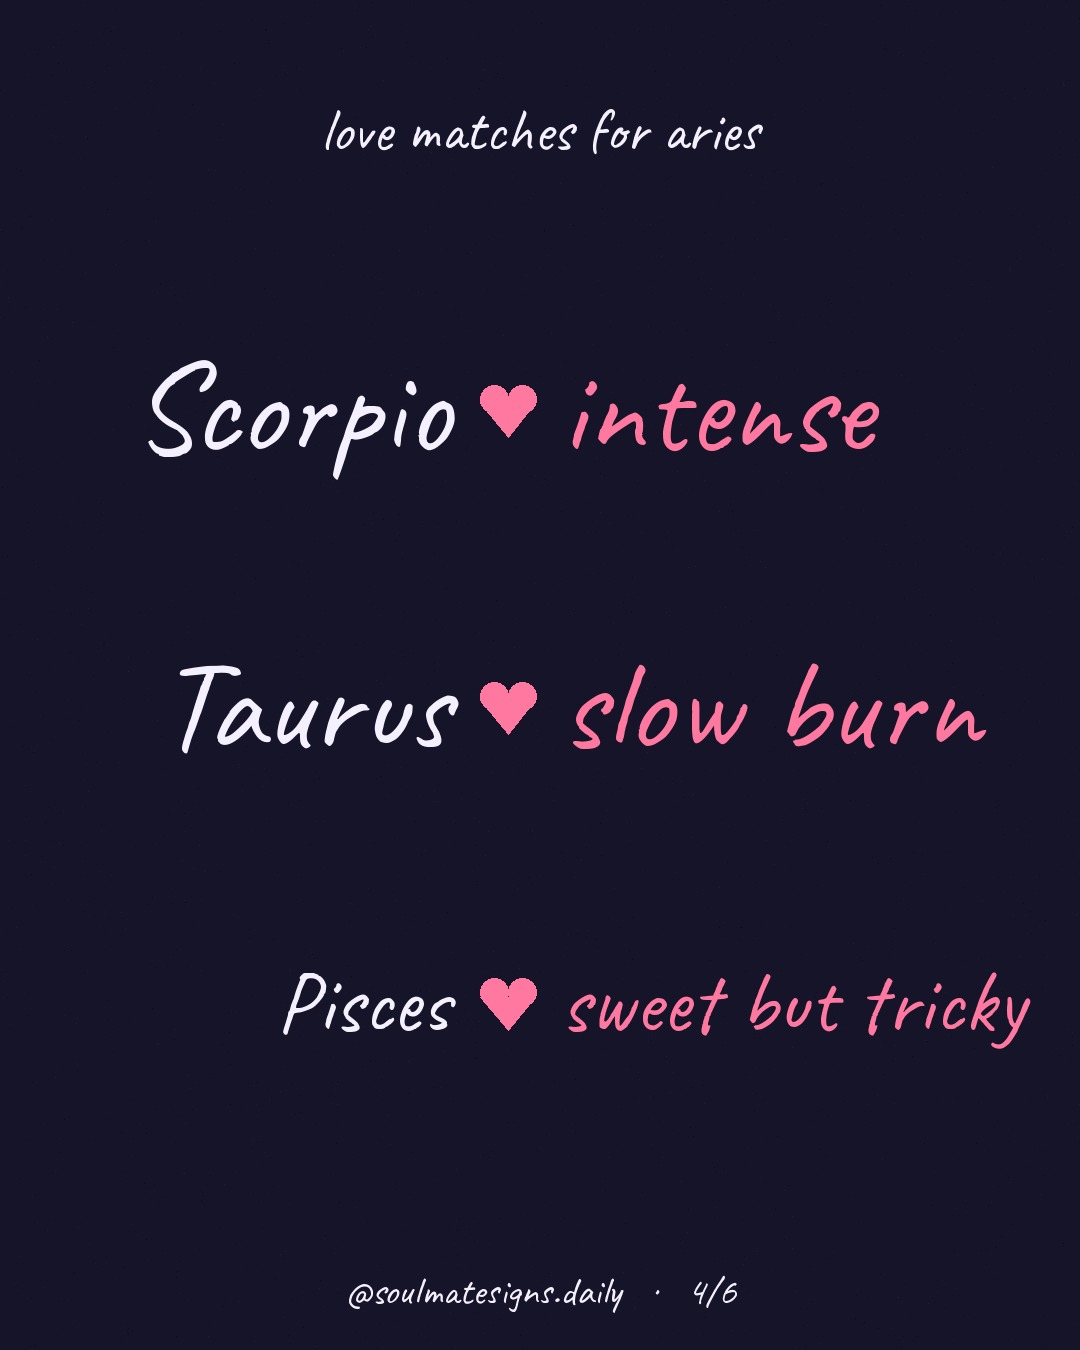 love matches for aries
Scorpio ♥ intense
Taurus ♥ slow burn
Pisces ♥ sweet but tricky
@soulmatesigns.daily · 4/6